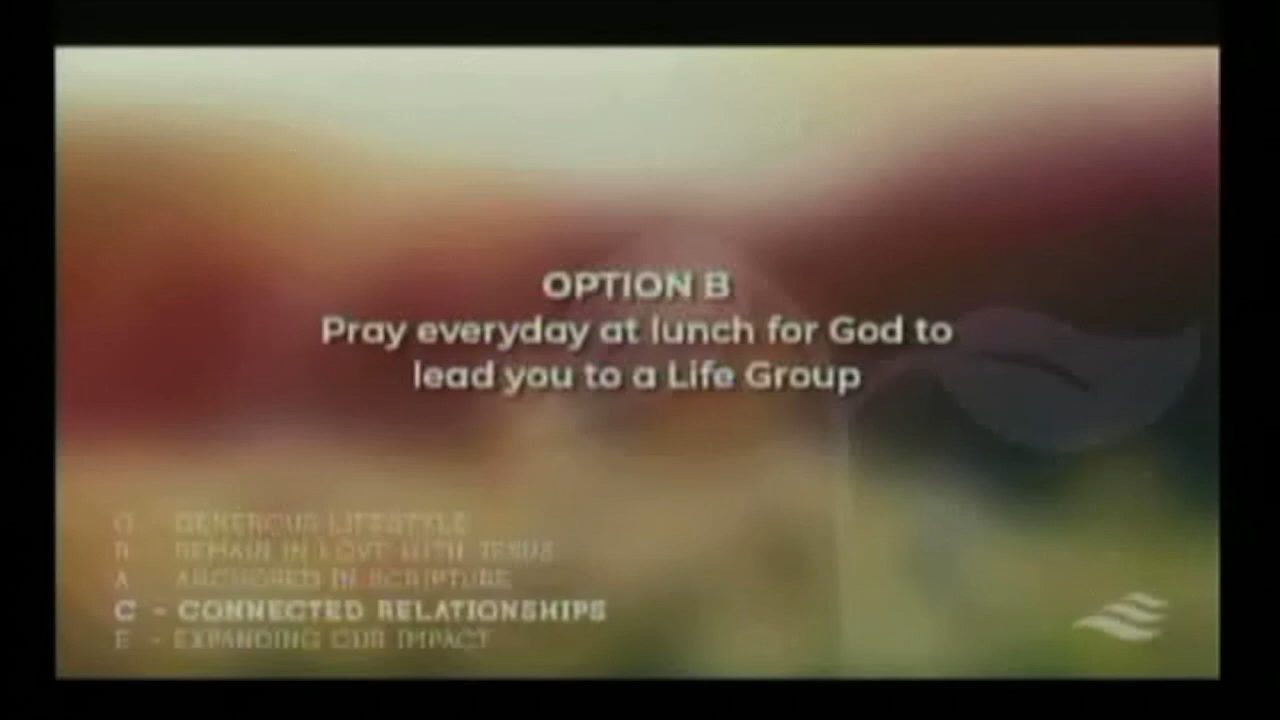 OPTION B
Pray everyday at lunch for God to
lead you to a Life Group
G - GENEROUS LIFESTYLE
R - REMAIN IN LOVE WITH JESUS
A - ANCHORED IN SCRIPTURE
C - CONNECTED RELATIONSHIPS
E - EXPANDING OUR IMPACT